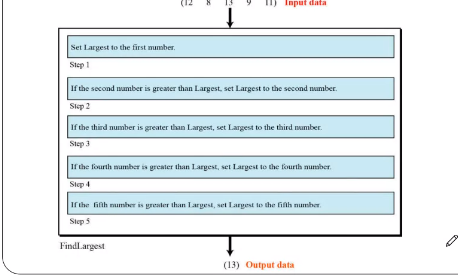 (12 8 13 9 11) Input data
Set Largest to the first number.
Step 1
If the second number is greater than Largest, set Largest to the second number.
Step 2
If the third number is greater than Largest, set Largest to the third number.
Step 3
If the fourth number is greater than Largest, set Largest to the fourth number.
Step 4
If the fifth number is greater than Largest, set Largest to the fifth number.
Step 5
FindLargest
(13) Output data